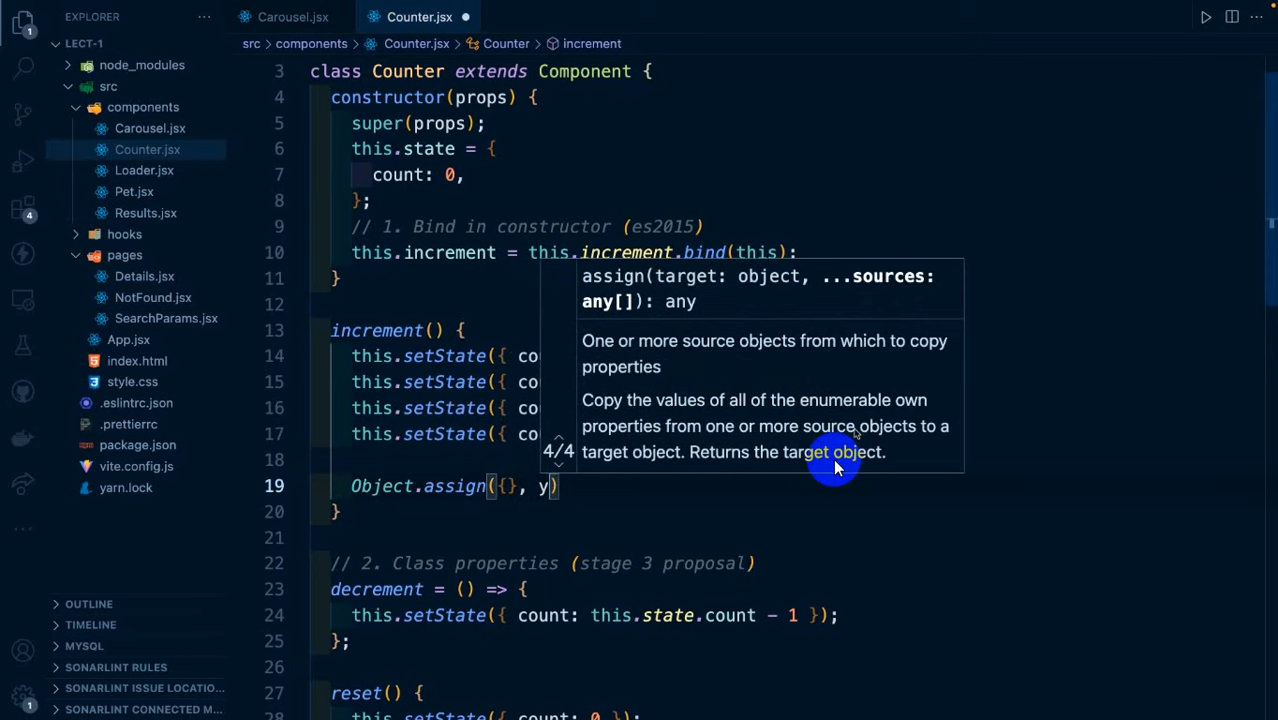 EXPLORER
Carousel.jsx
Counter.jsx
src
components
Counter.jsx
Counter
increment
LECT-1
node_modules
src
components
Carousel.jsx
Counter.jsx
Loader.jsx
Pet.jsx
Results.jsx
hooks
pages
Details.jsx
NotFound.jsx
SearchParams.jsx
App.jsx
index.html
style.css
.eslintrc.json
.prettierrc
package.json
vite.config.js
yarn.lock
OUTLINE
TIMELINE
MYSQL
SONARLINT RULES
SONARLINT ISSUE LOCATIO...
SONARLINT CONNECTED M...
1
4
1
3 class Counter extends Component {
4 constructor(props) {
5 super(props);
6 this.state = {
7 count: 0,
8 };
9 // 1. Bind in constructor (es2015)
10 this.increment = this.increment.bind(this);
11 }
12
13 increment() {
14 this.setState({ co
15 this.setState({ co
16 this.setState({ co
17 this.setState({ co
18
19 Object.assign({}, y)
20 }
21
22 // 2. Class properties (stage 3 proposal)
23 decrement = () => {
24 this.setState({ count: this.state.count - 1 });
25 };
26
27 reset() {
28 this.setState({ count: 0 });
assign(target: object, ...sources:
any[]): any
One or more source objects from which to copy
properties
Copy the values of all of the enumerable own
properties from one or more source objects to a
target object. Returns the target object.
4/4